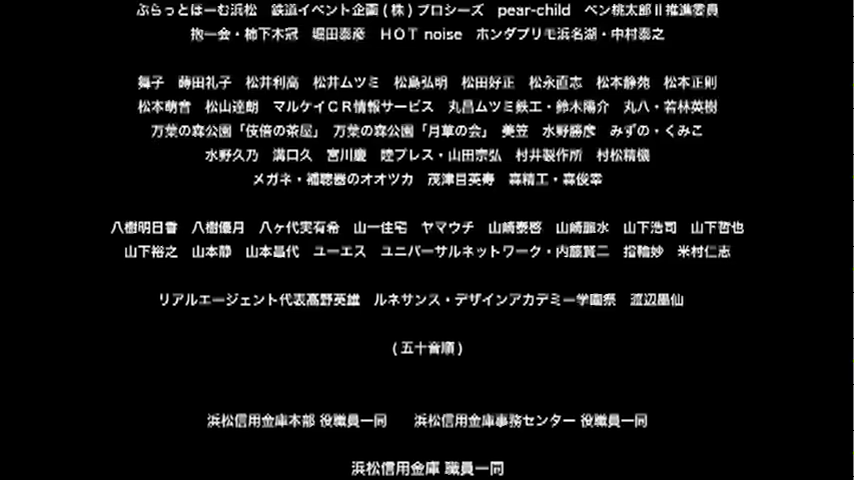 ぷらっとほーむ浜松　鉄道イベント企画(株)プロシーズ　pear-child　ペン桃太郎Ⅱ推進委員
抱一会・柿下木冠　堀田泰彦　ＨＯＴ noise　ホンダプリモ浜名湖・中村泰之
舞子　蒔田礼子　松井利高　松井ムツミ　松島弘明　松田好正　松永直志　松本静苑　松本正則
松本萌音　松山達朗　マルケイＣＲ情報サービス　丸昌ムツミ鉄工・鈴木陽介　丸八・若林英樹
万葉の森公園「伎倍の茶屋」　万葉の森公園「月草の会」　美笠　水野勝彦　みずの・くみこ
水野久乃　溝口久　宮川慶　睦プレス・山田宗弘　村井製作所　村松精機
メガネ・補聴器のオオツカ　茂津目英寿　森精工・森俊幸
八樹明日香　八樹優月　八ヶ代実有希　山一住宅　ヤマウチ　山崎泰啓　山崎龍水　山下浩司　山下哲也
山下裕之　山本静　山本昌代　ユーエス　ユニバーサルネットワーク・内藤賢二　指輪妙　米村仁志
リアルエージェント代表高野英雄　ルネサンス・デザインアカデミー学園祭　渡辺墨仙
(五十音順)
浜松信用金庫本部 役職員一同　　浜松信用金庫事務センター 役職員一同
浜松信用金庫 職員一同